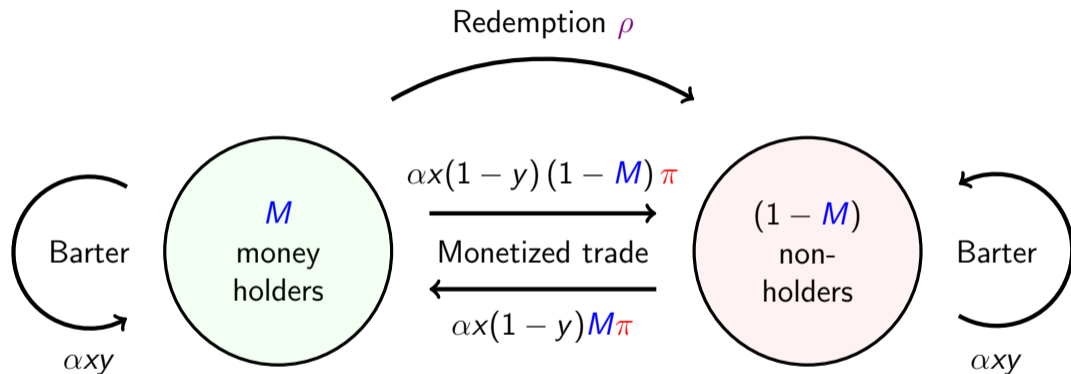 Redemption ρ
αx(1 − y) (1 − M) π
M
money
holders
Barter
Monetized trade
(1 − M)
non-
holders
Barter
αx(1 − y)Mπ
αxy
αxy